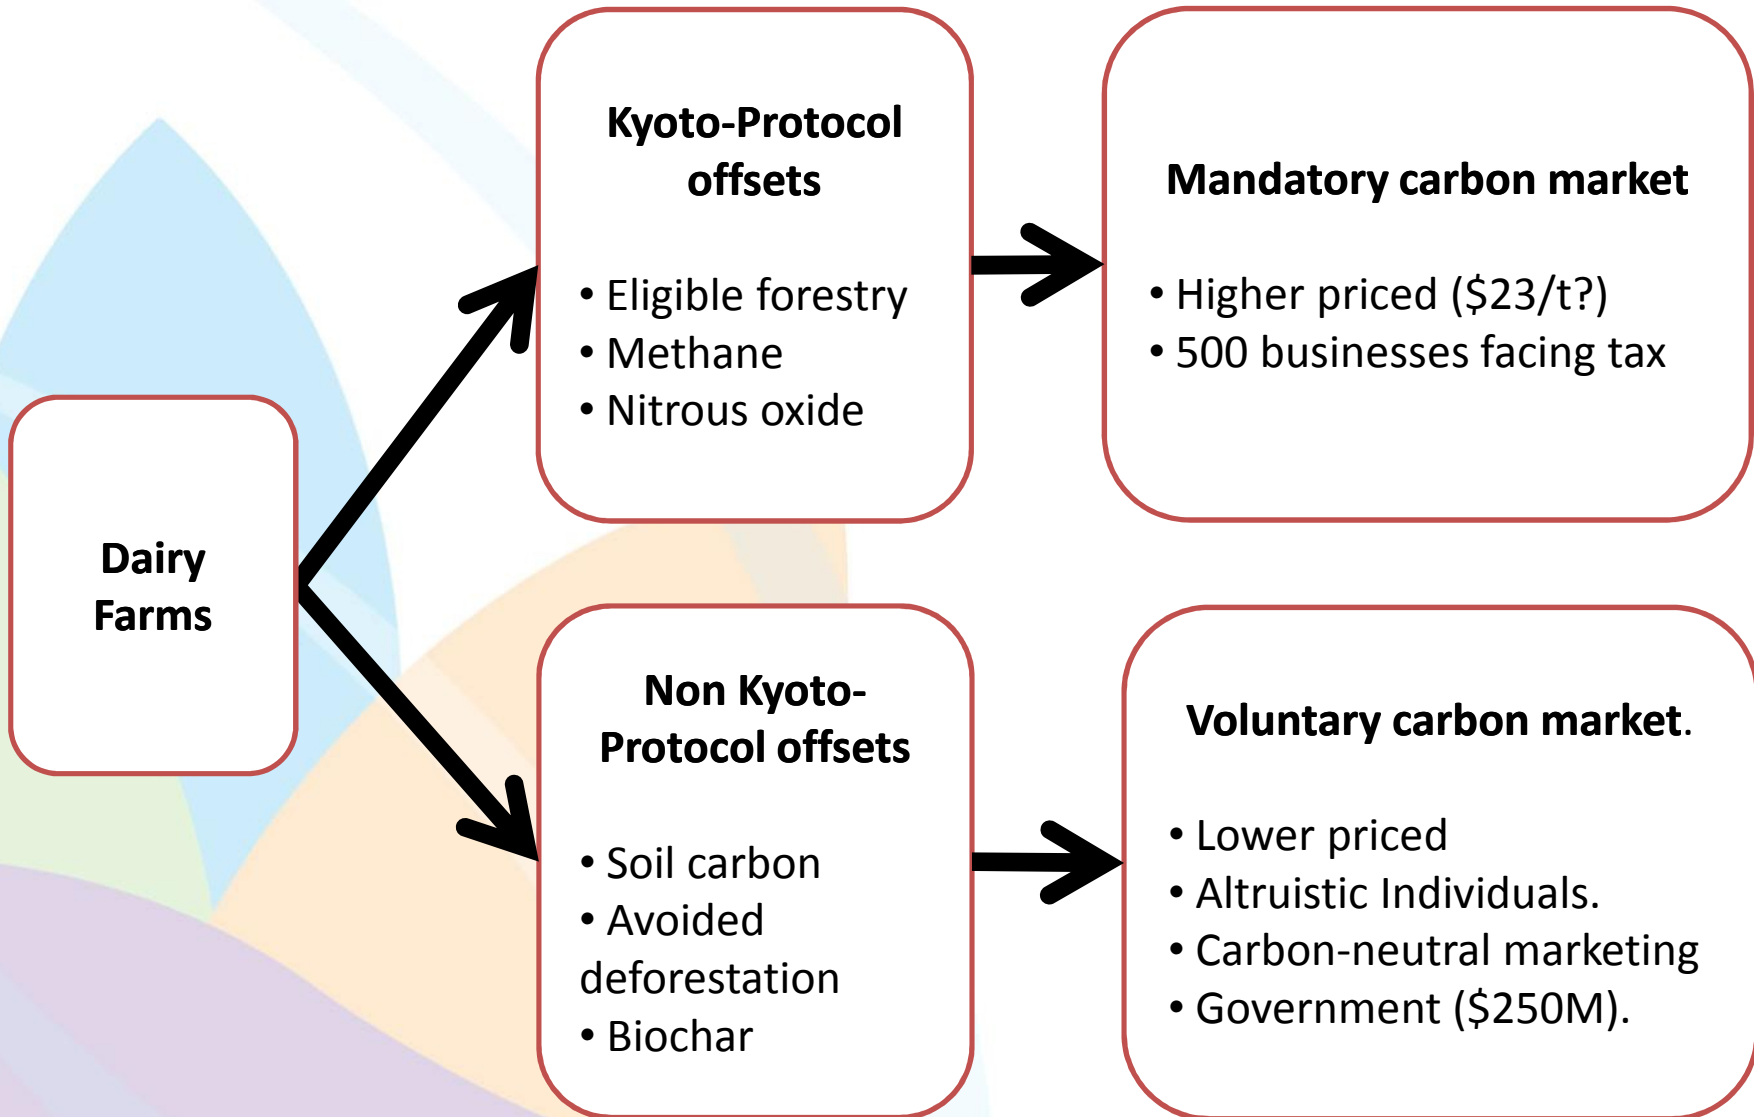 Dairy
Farms
Kyoto-Protocol
offsets
• Eligible forestry
• Methane
• Nitrous oxide
Mandatory carbon market
• Higher priced ($23/t?)
• 500 businesses facing tax
Non Kyoto-
Protocol offsets
• Soil carbon
• Avoided
deforestation
• Biochar
Voluntary carbon market.
• Lower priced
• Altruistic Individuals.
• Carbon-neutral marketing
• Government ($250M).